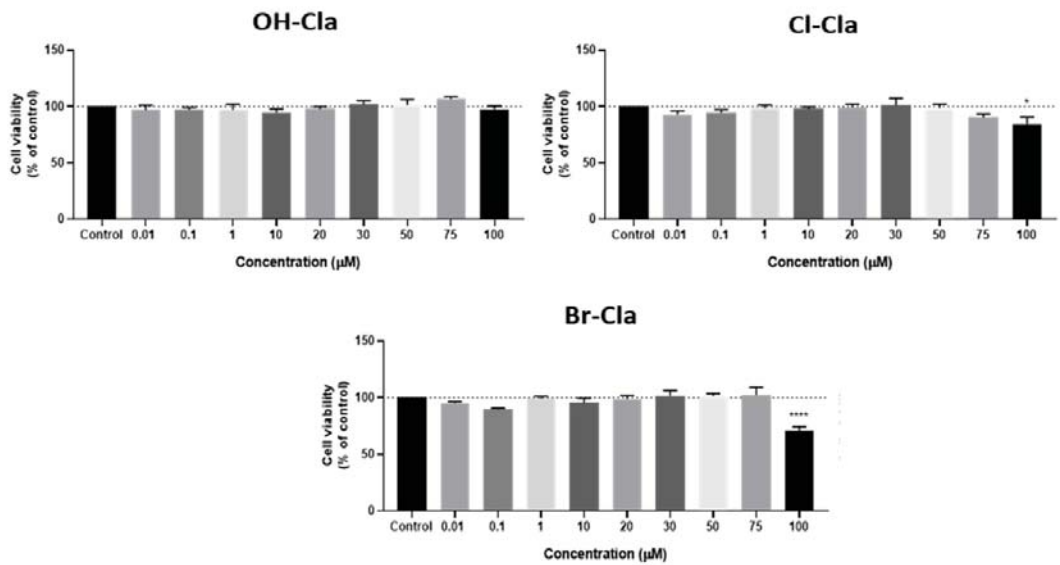 OH-Cla
150
100
50
0
Cell viability
(% of control)
Control 0.01 0.1 1 10 20 30 50 75 100
Concentration (µM)
Cl-Cla
150
100
50
0
Cell viability
(% of control)
*
Control 0.01 0.1 1 10 20 30 50 75 100
Concentration (µM)
Br-Cla
150
100
50
0
Cell viability
(% of control)
****
Control 0.01 0.1 1 10 20 30 50 75 100
Concentration (µM)